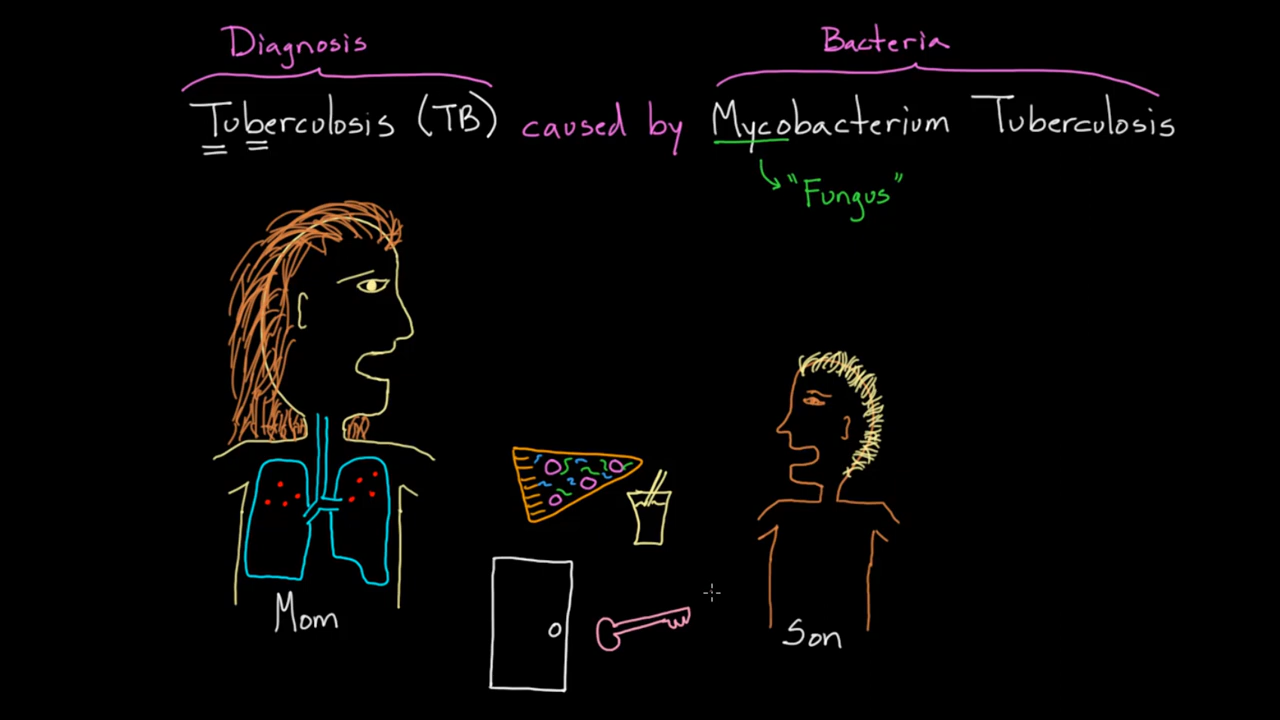 Diagnosis Bacteria
Tuberculosis (TB) caused by Mycobacterium Tuberculosis
"Fungus"
Mom
Son